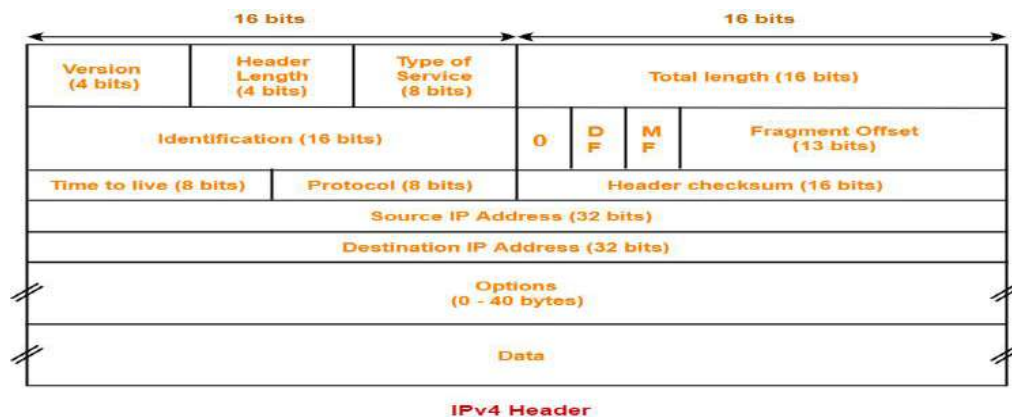 16 bits
16 bits
Version
(4 bits)
Header
Length
(4 bits)
Type of
Service
(8 bits)
Total length (16 bits)
Identification (16 bits)
0
D
F
M
F
Fragment Offset
(13 bits)
Time to live (8 bits)
Protocol (8 bits)
Header checksum (16 bits)
Source IP Address (32 bits)
Destination IP Address (32 bits)
Options
(0 - 40 bytes)
Data
IPv4 Header